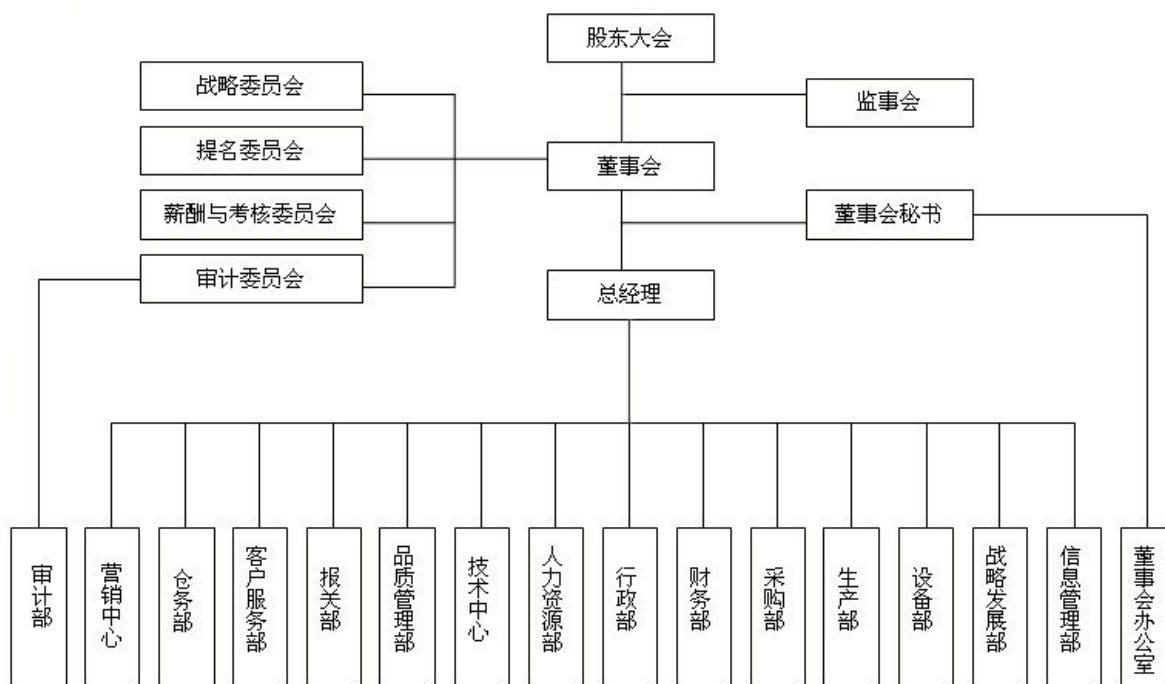 股东大会
战略委员会
监事会
提名委员会
董事会
薪酬与考核委员会
董事会秘书
审计委员会
总经理
审计部
营销中心
仓务部
客户服务部
报关部
品质管理部
技术中心
人力资源部
行政部
财务部
采购部
生产部
设备部
战略发展部
信息管理部
董事会办公室